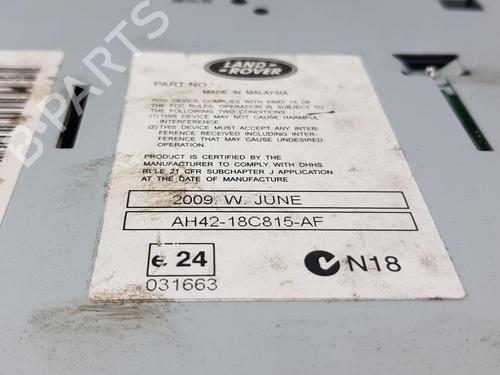 LAND
ROVER
PART NO.
MADE IN MALAYSIA
THIS DEVICE COMPLIES WITH PART 15 OF
THE FCC RULES. OPERATION IS SUBJECT TO
THE FOLLOWING TWO CONDITIONS:
(1) THIS DEVICE MAY NOT CAUSE HARMFUL
INTERFERENCE.
(2) THIS DEVICE MUST ACCEPT ANY INTER-
FERENCE RECEIVED INCLUDING INTER-
FERENCE THAT MAY CAUSE UNDESIRED
OPERATION.
PRODUCT IS CERTIFIED BY THE
MANUFACTURER TO COMPLY WITH DHHS
RULE 21 CFR SUBCHAPTER J APPLICATION
AT THE DATE OF MANUFACTURE
2009. W. JUNE
AH42-18C815-AF
e 24
N18
031663
B-PARTS